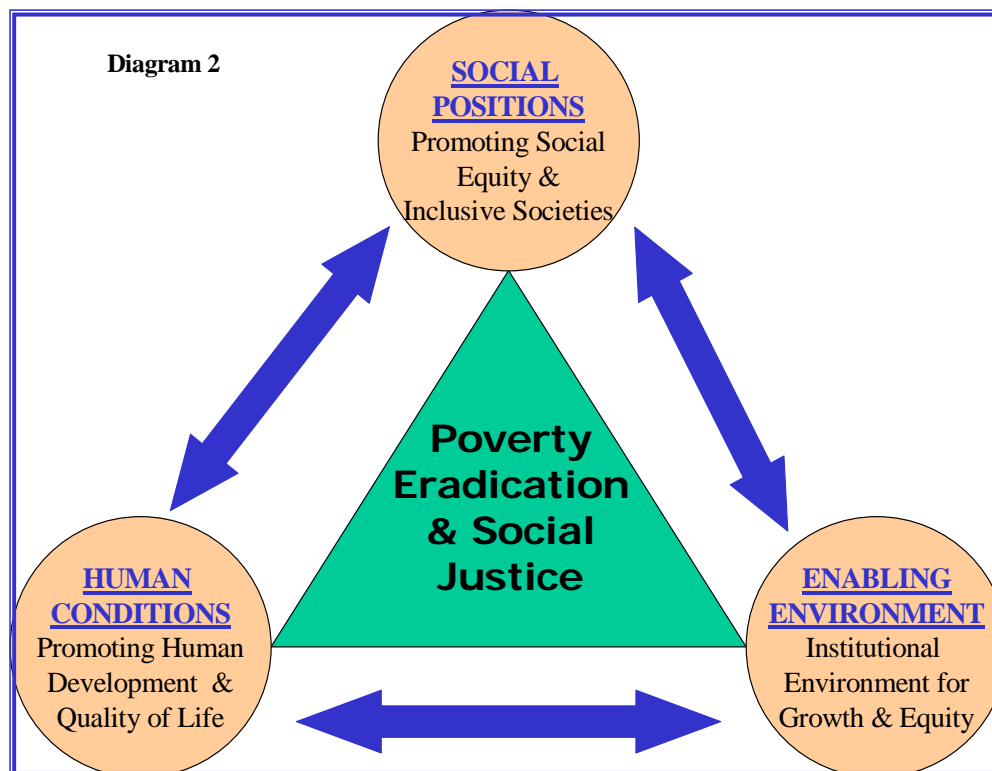 Diagram 2
SOCIAL
POSITIONS
Promoting Social
Equity &
Inclusive Societies
Poverty
Eradication
& Social
Justice
HUMAN
CONDITIONS
Promoting Human
Development &
Quality of Life
ENABLING
ENVIRONMENT
Institutional
Environment for
Growth & Equity